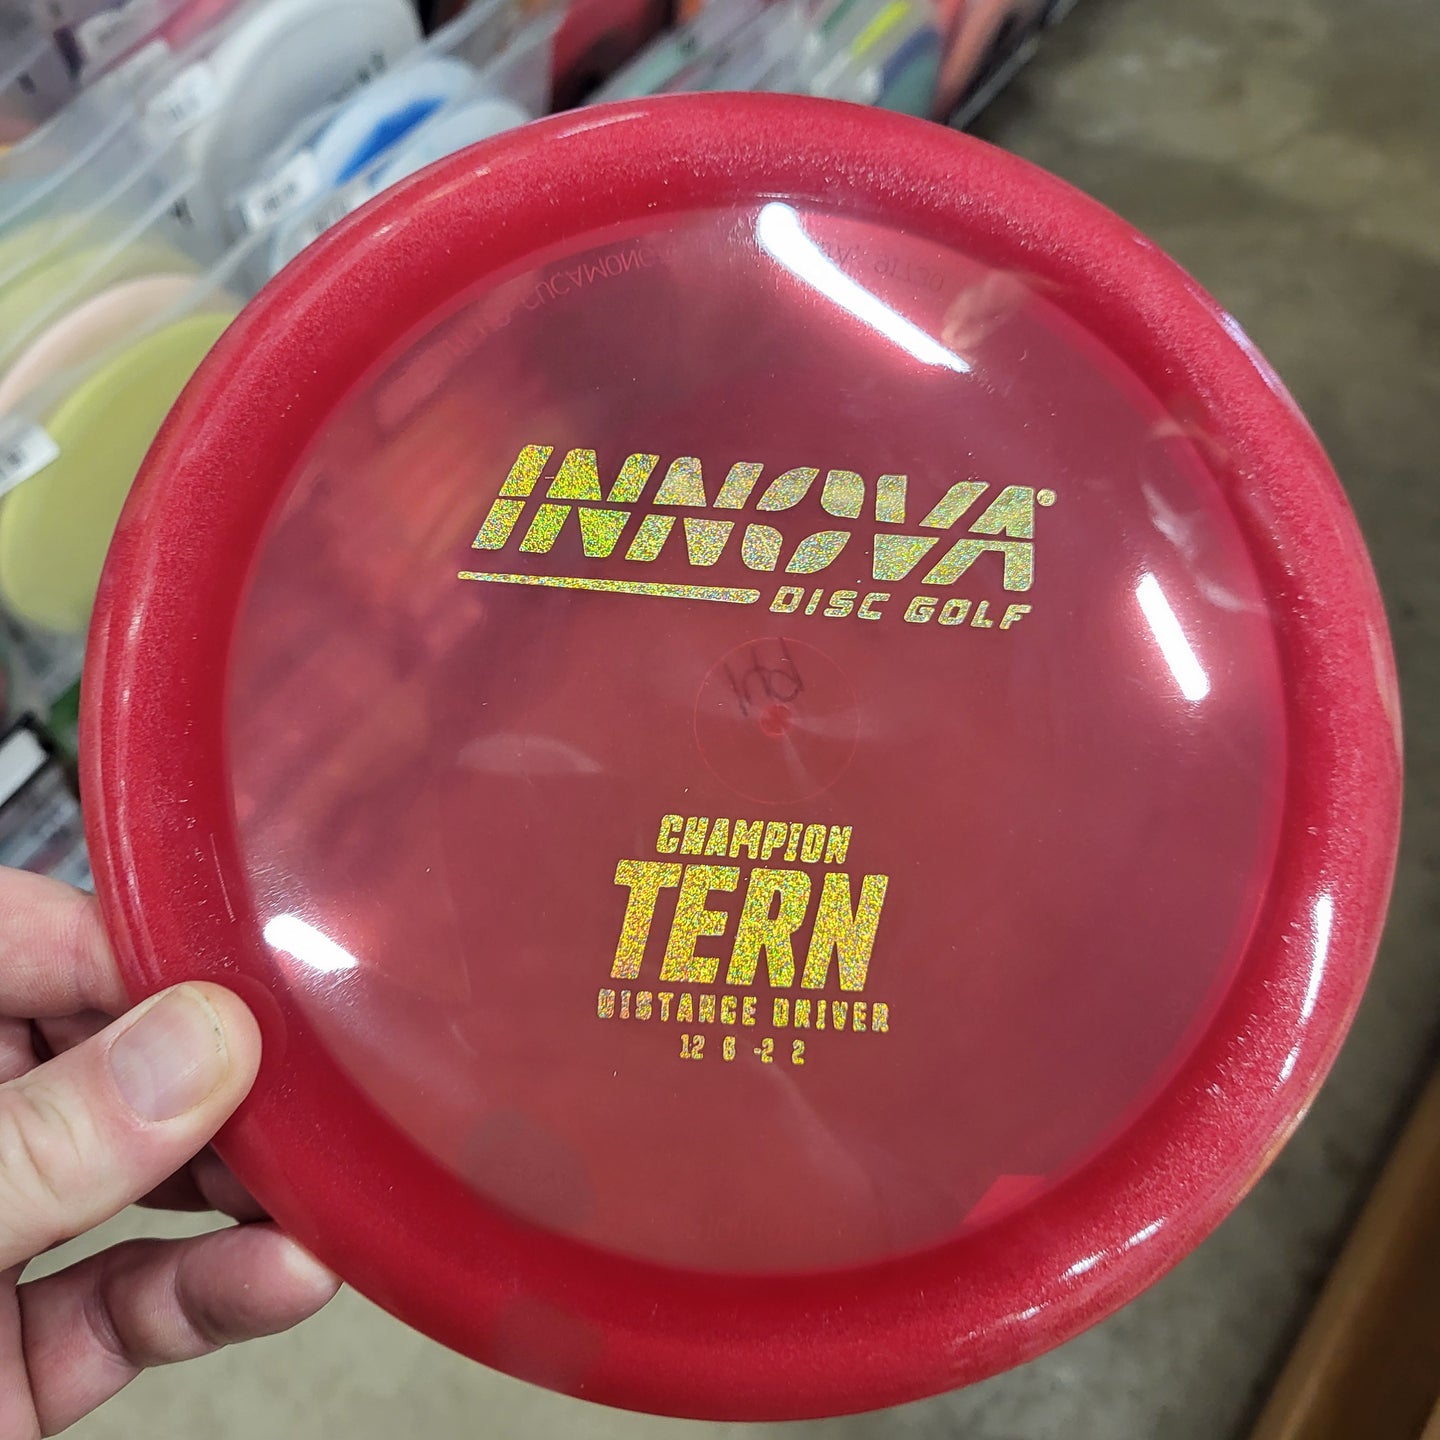 INNOVA
DISC GOLF
CHAMPION
TERN
DISTANCE DRIVER
12 6 -2 2